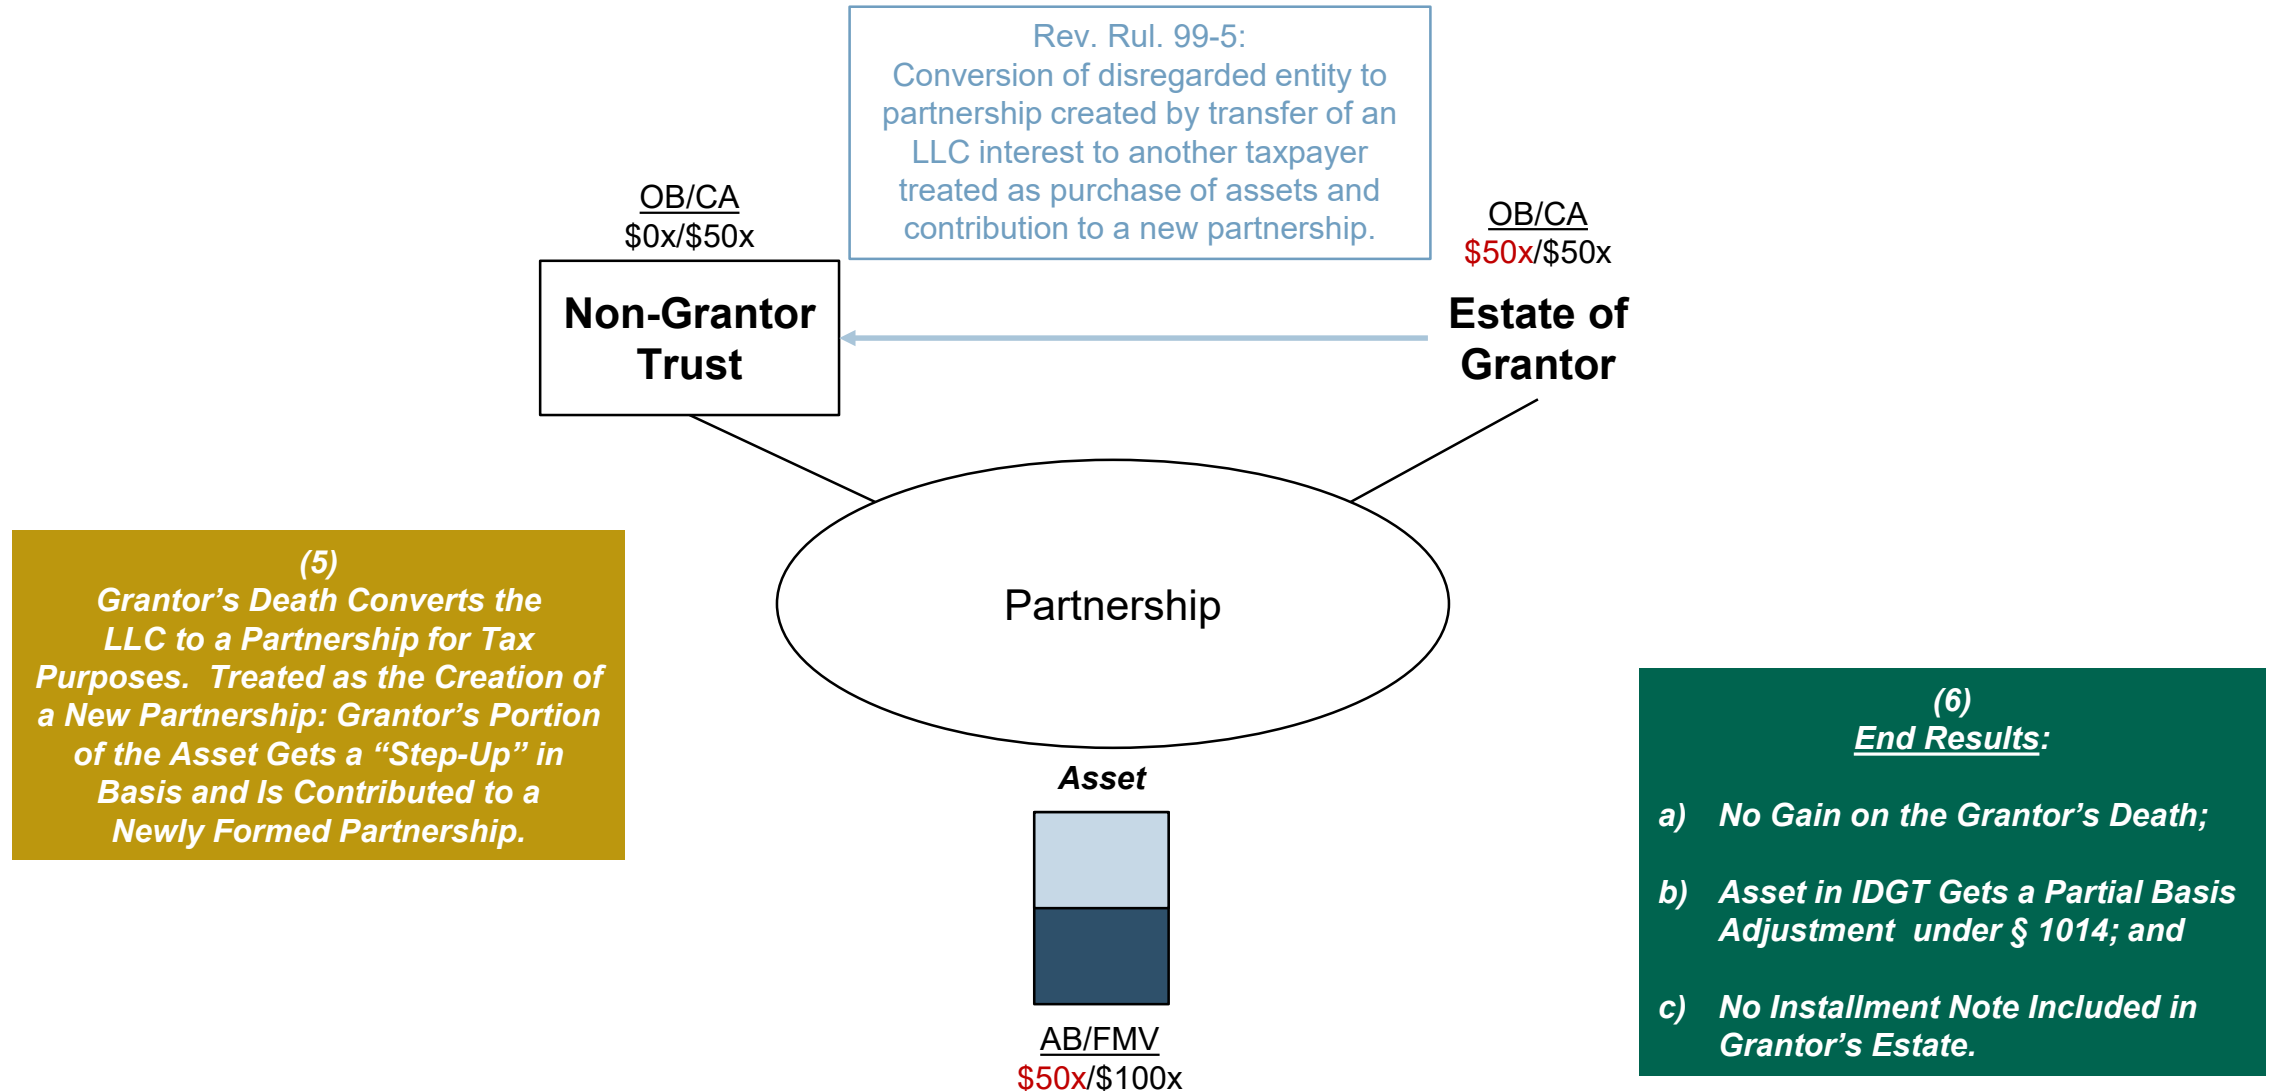 Rev. Rul. 99-5:
Conversion of disregarded entity to
partnership created by transfer of an
LLC interest to another taxpayer
treated as purchase of assets and
contribution to a new partnership.
OB/CA
$0x/$50x
OB/CA
$50x/$50x
Non-Grantor
Trust
Estate of
Grantor
Partnership
(5)
Grantor’s Death Converts the
LLC to a Partnership for Tax
Purposes.  Treated as the Creation of
a New Partnership: Grantor’s Portion
of the Asset Gets a “Step-Up” in
Basis and Is Contributed to a
Newly Formed Partnership.
(6)
End Results:
a) No Gain on the Grantor’s Death;
b) Asset in IDGT Gets a Partial Basis
Adjustment  under § 1014; and
c) No Installment Note Included in
Grantor’s Estate.
Asset
AB/FMV
$50x/$100x